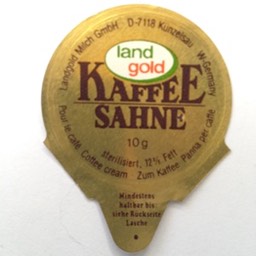 Landgold Milch GmbH D-7118 Künzelsau W-Germany
land
gold
KAFFEE
SAHNE
10g
sterilisiert, 12% Fett
Pour le café Coffee cream Zum Kaffee Panna per caffè
Mindestens
haltbar bis
siehe Rückseite
Lasche